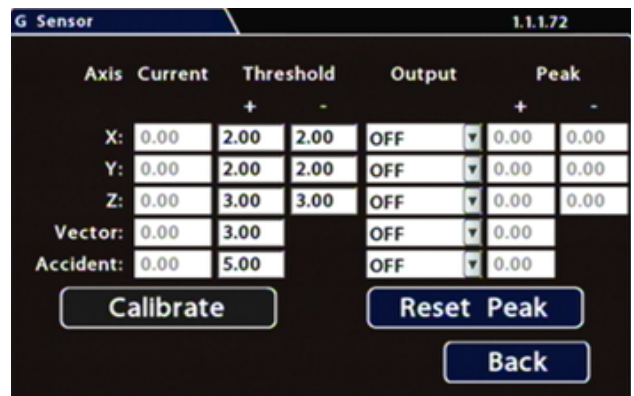 G Sensor 1.1.1.72
Axis Current Threshold Output Peak
+ - + -
X: 0.00 2.00 2.00 OFF 0.00 0.00
Y: 0.00 2.00 2.00 OFF 0.00 0.00
Z: 0.00 3.00 3.00 OFF 0.00 0.00
Vector: 0.00 3.00 OFF 0.00
Accident: 0.00 5.00 OFF 0.00
Calibrate Reset Peak
Back